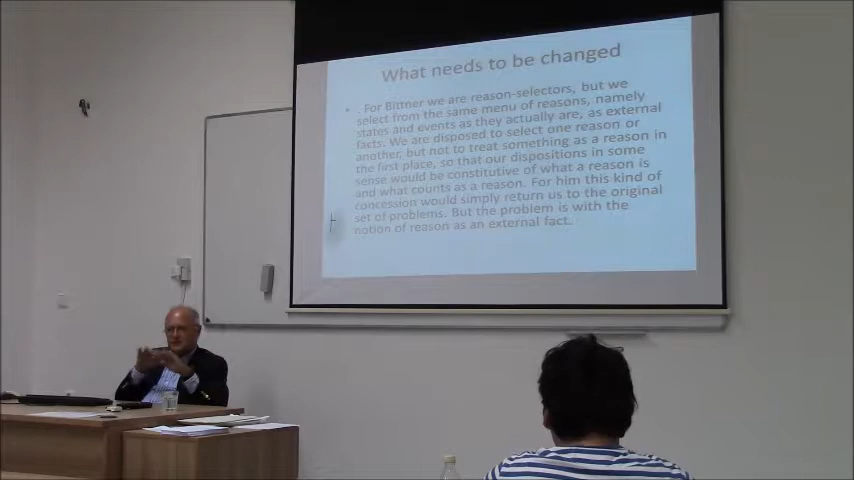 What needs to be changed
• . For Bittner we are reason-selectors, but we
select from the same menu of reasons, namely
states and events as they actually are, as external
facts. We are disposed to select one reason or
another, but not to treat something as a reason in
the first place, so that our dispositions in some
sense would be constitutive of what a reason is
and what counts as a reason. For him this kind of
concession would simply return us to the original
set of problems. But the problem is with the
notion of reason as an external fact.